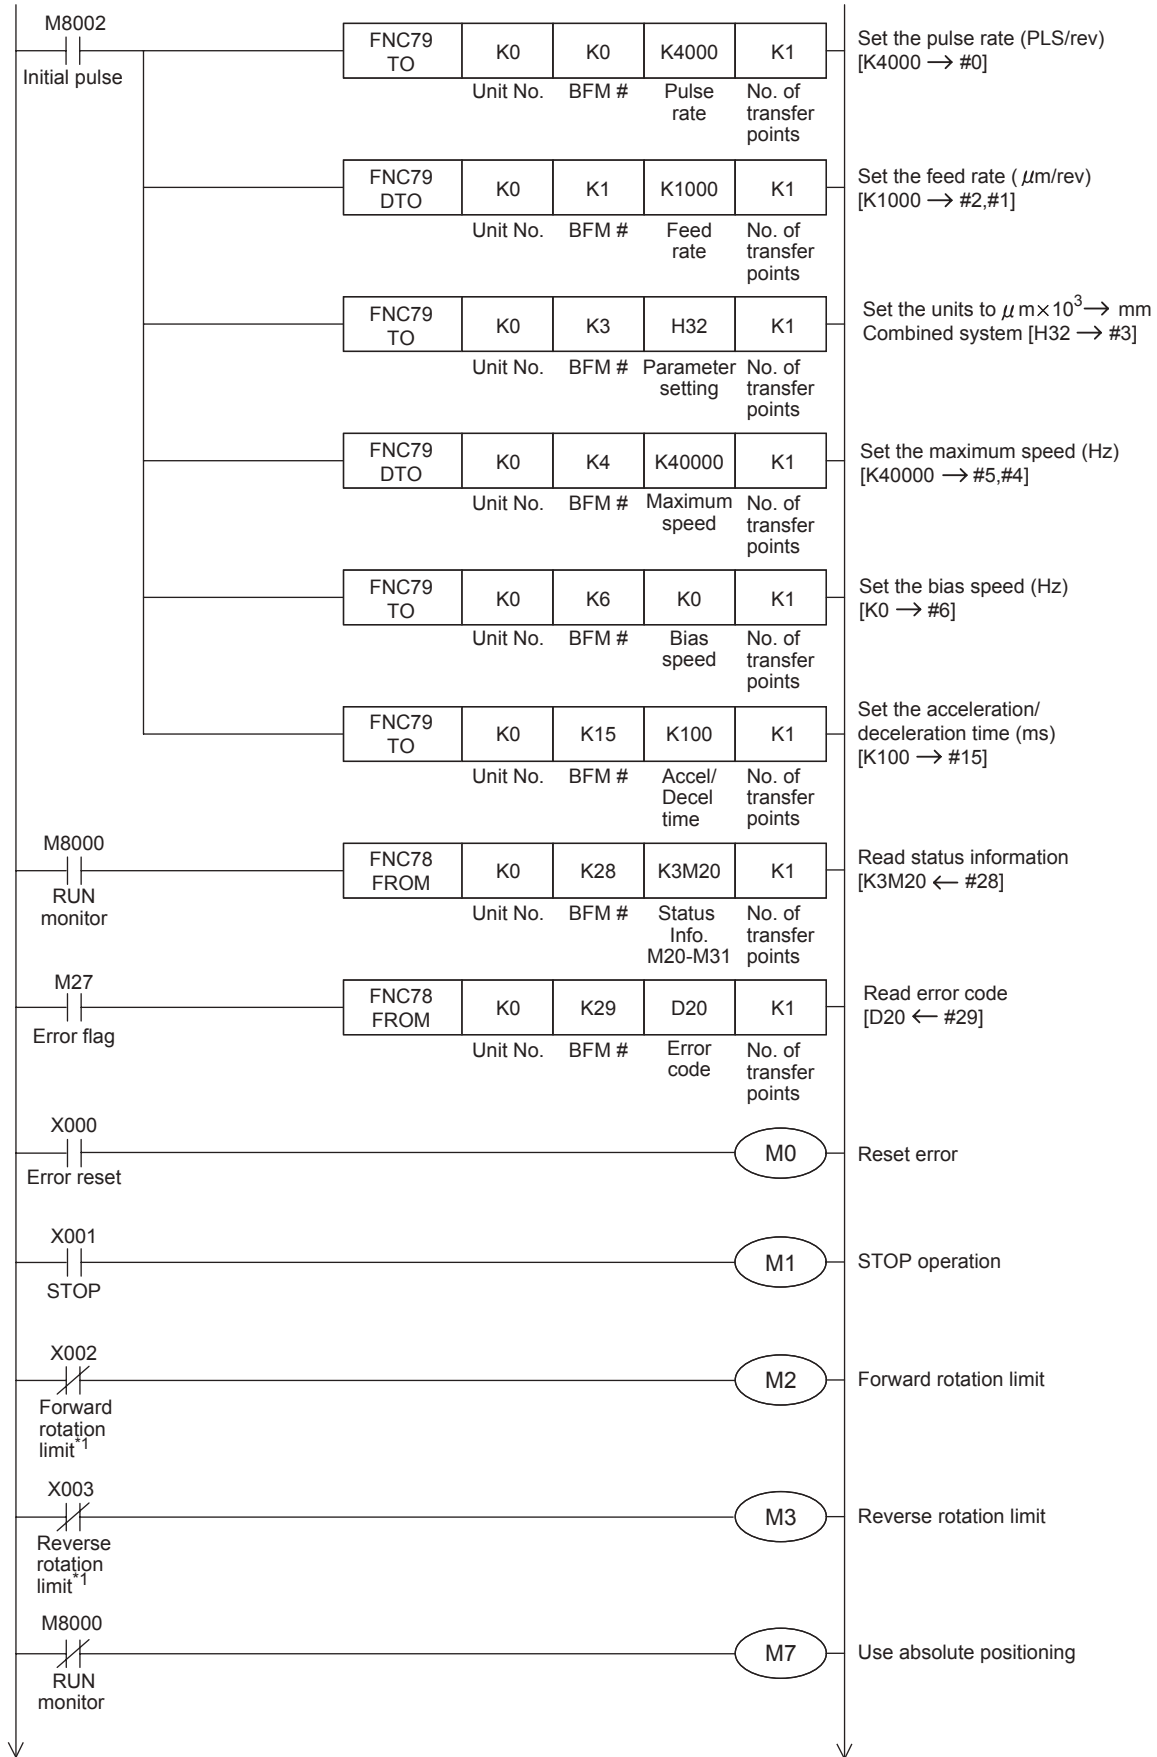 M8002
Initial pulse
FNC79 TO K0 K0 K4000 K1
Unit No. BFM # Pulse rate No. of transfer points
Set the pulse rate (PLS/rev)
[K4000 → #0]
FNC79 DTO K0 K1 K1000 K1
Unit No. BFM # Feed rate No. of transfer points
Set the feed rate ( μm/rev)
[K1000 → #2,#1]
FNC79 TO K0 K3 H32 K1
Unit No. BFM # Parameter setting No. of transfer points
Set the units to μ m×10³→ mm
Combined system [H32 → #3]
FNC79 DTO K0 K4 K40000 K1
Unit No. BFM # Maximum speed No. of transfer points
Set the maximum speed (Hz)
[K40000 → #5,#4]
FNC79 TO K0 K6 K0 K1
Unit No. BFM # Bias speed No. of transfer points
Set the bias speed (Hz)
[K0 → #6]
FNC79 TO K0 K15 K100 K1
Unit No. BFM # Accel/ Decel time No. of transfer points
Set the acceleration/
deceleration time (ms)
[K100 → #15]
M8000
RUN
monitor
FNC78 FROM K0 K28 K3M20 K1
Unit No. BFM # Status Info. M20-M31 No. of transfer points
Read status information
[K3M20 ← #28]
M27
Error flag
FNC78 FROM K0 K29 D20 K1
Unit No. BFM # Error code No. of transfer points
Read error code
[D20 ← #29]
X000
Error reset
M0
Reset error
X001
STOP
M1
STOP operation
X002
Forward
rotation
limit*1
M2
Forward rotation limit
X003
Reverse
rotation
limit*1
M3
Reverse rotation limit
M8000
RUN
monitor
M7
Use absolute positioning